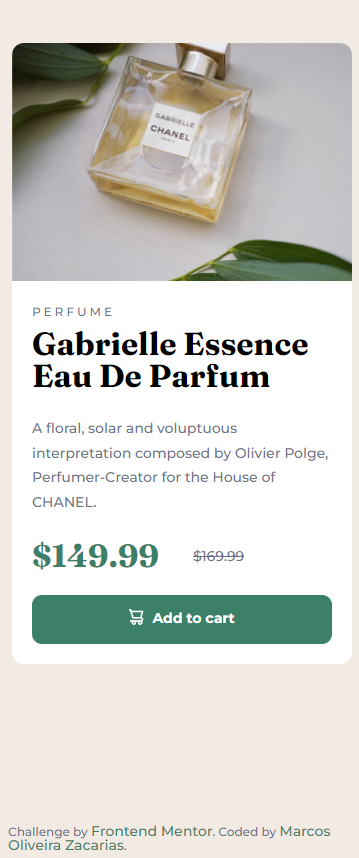 GABRIELLE
CHANEL
PARIS
PERFUME
Gabrielle Essence
Eau De Parfum
A floral, solar and voluptuous
interpretation composed by Olivier Polge,
Perfumer-Creator for the House of
CHANEL.
$149.99 $169.99
Add to cart
Challenge by Frontend Mentor. Coded by Marcos
Oliveira Zacarias.